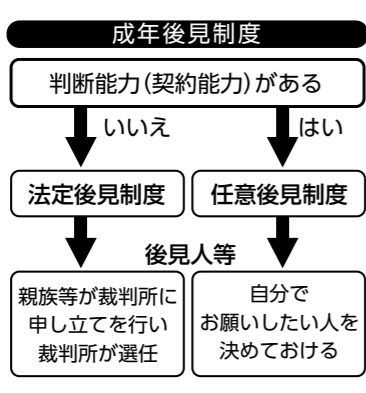 成年後見制度
判断能力(契約能力)がある
いいえ
はい
法定後見制度
任意後見制度
後見人等
親族等が裁判所に
申し立てを行い
裁判所が選任
自分で
お願いしたい人を
決めておける